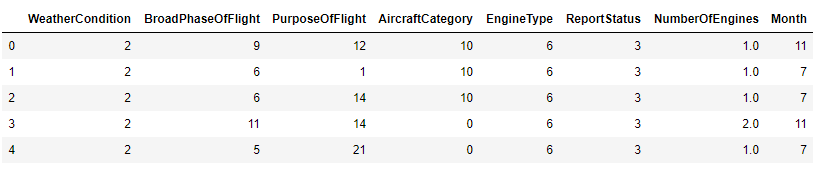 WeatherCondition BroadPhaseOfFlight PurposeOfFlight AircraftCategory EngineType ReportStatus NumberOfEngines Month
0 2 9 12 10 6 3 1.0 11
1 2 6 1 10 6 3 1.0 7
2 2 6 14 10 6 3 1.0 7
3 2 11 14 0 6 3 2.0 11
4 2 5 21 0 6 3 1.0 7